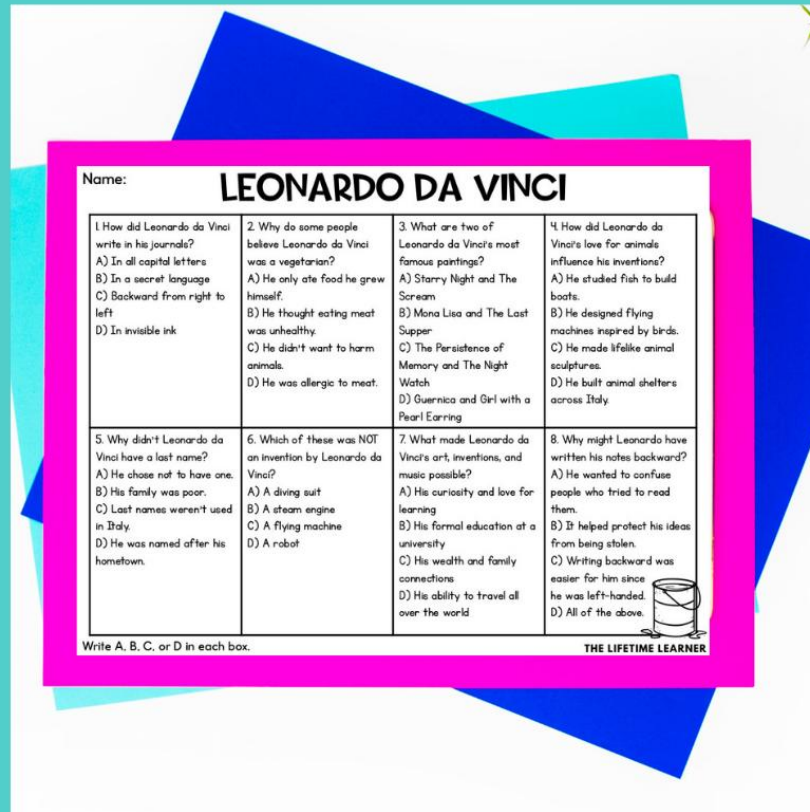 Name:
LEONARDO DA VINCI
1. How did Leonardo da Vinci
write in his journals?
A) In all capital letters
B) In a secret language
C) Backward from right to
left
D) In invisible ink
2. Why do some people
believe Leonardo da Vinci
was a vegetarian?
A) He only ate food he grew
himself.
B) He thought eating meat
was unhealthy.
C) He didn't want to harm
animals.
D) He was allergic to meat.
3. What are two of
Leonardo da Vinci's most
famous paintings?
A) Starry Night and The
Scream
B) Mona Lisa and The Last
Supper
C) The Persistence of
Memory and The Night
Watch
D) Guernica and Girl with a
Pearl Earring
4. How did Leonardo da
Vinci's love for animals
influence his inventions?
A) He studied fish to build
boats.
B) He designed flying
machines inspired by birds.
C) He made lifelike animal
sculptures.
D) He built animal shelters
across Italy.
5. Why didn't Leonardo da
Vinci have a last name?
A) He chose not to have one.
B) His family was poor.
C) Last names weren't used
in Italy.
D) He was named after his
hometown.
6. Which of these was NOT
an invention by Leonardo da
Vinci?
A) A diving suit
B) A steam engine
C) A flying machine
D) A robot
7. What made Leonardo da
Vinci's art, inventions, and
music possible?
A) His curiosity and love for
learning
B) His formal education at a
university
C) His wealth and family
connections
D) His ability to travel all
over the world
8. Why might Leonardo have
written his notes backward?
A) He wanted to confuse
people who tried to read
them.
B) It helped protect his ideas
from being stolen.
C) Writing backward was
easier for him since
he was left-handed.
D) All of the above.
Write A, B, C, or D in each box.
THE LIFETIME LEARNER